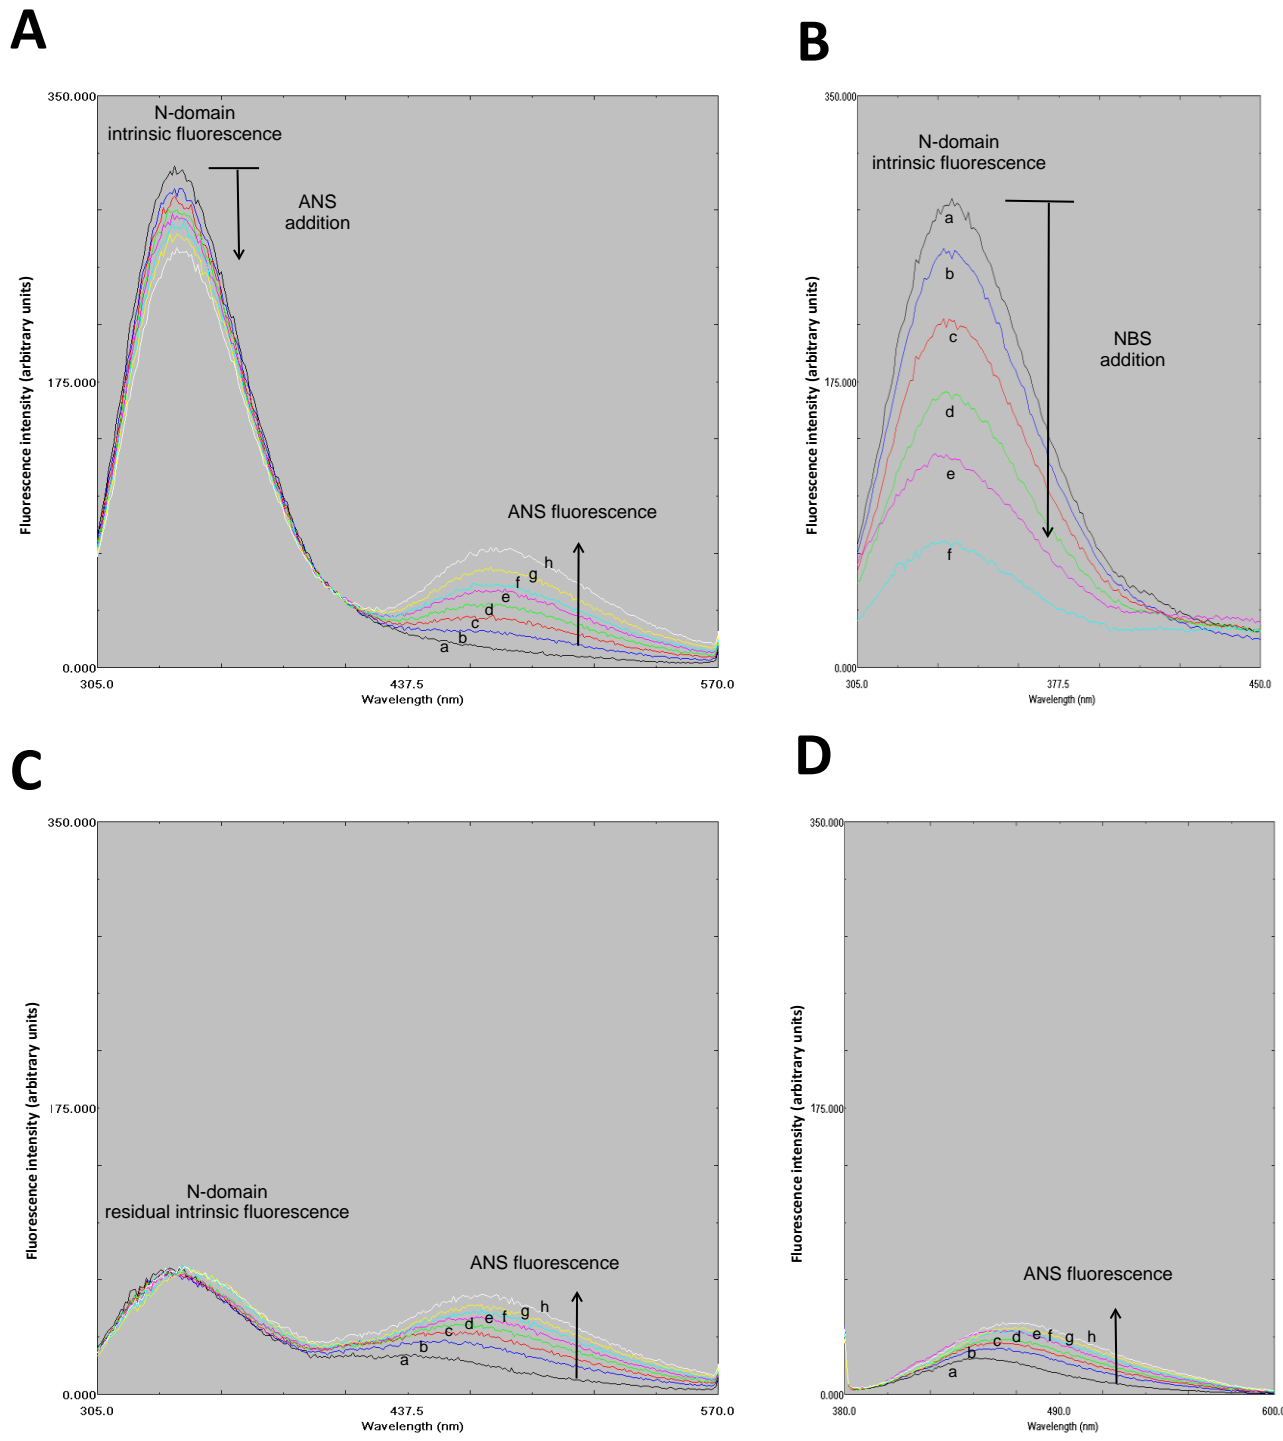 A
350.000
N-domain
intrinsic fluorescence
ANS
addition
Fluorescence intensity (arbitrary units)
175.000
ANS fluorescence
a
b
c
d
e
f
g
h
0.000
305.0
437.5
570.0
Wavelength (nm)
B
350.000
N-domain
intrinsic fluorescence
a
b
c
d
e
f
NBS
addition
Fluorescence intensity (arbitrary units)
175.000
0.000
305.0
377.5
450.0
Wavelength (nm)
C
350.000
Fluorescence intensity (arbitrary units)
175.000
N-domain
residual intrinsic fluorescence
ANS fluorescence
a
b
c
d
e
f
g
h
0.000
305.0
437.5
570.0
Wavelength (nm)
D
350.000
Fluorescence intensity (arbitrary units)
175.000
ANS fluorescence
a
b
c
d
e
f
g
h
0.000
380.0
490.0
600.0
Wavelength (nm)